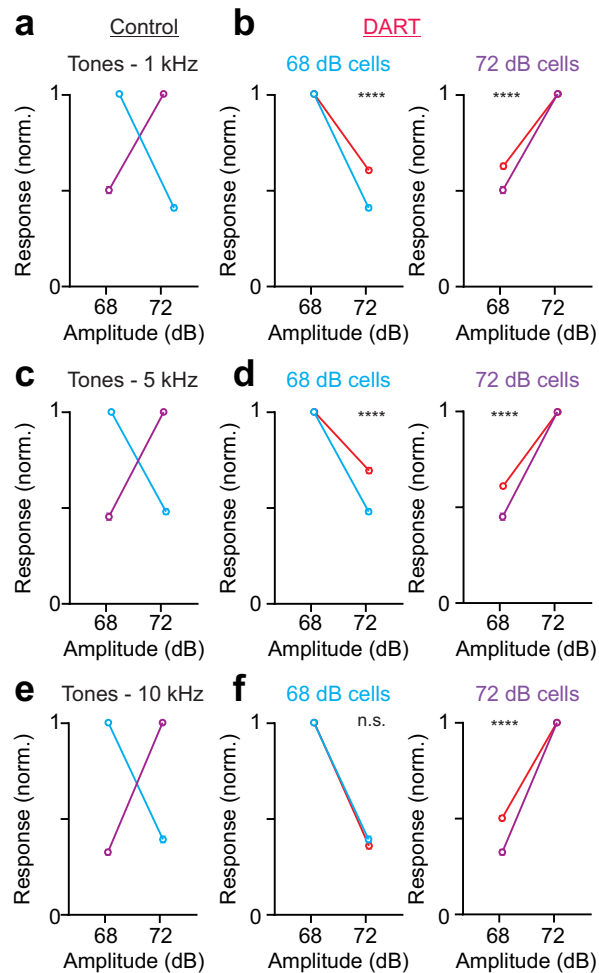 a Control b DART
Tones - 1 kHz 68 dB cells 72 dB cells
Response (norm.) 1 0 68 72 Amplitude (dB)
Response (norm.) 1 0 68 72 Amplitude (dB) ****
Response (norm.) 1 0 68 72 Amplitude (dB) ****
c Tones - 5 kHz d 68 dB cells 72 dB cells
Response (norm.) 1 0 68 72 Amplitude (dB)
Response (norm.) 1 0 68 72 Amplitude (dB) ****
Response (norm.) 1 0 68 72 Amplitude (dB) ****
e Tones - 10 kHz f 68 dB cells 72 dB cells
Response (norm.) 1 0 68 72 Amplitude (dB)
Response (norm.) 1 0 68 72 Amplitude (dB) n.s.
Response (norm.) 1 0 68 72 Amplitude (dB) ****